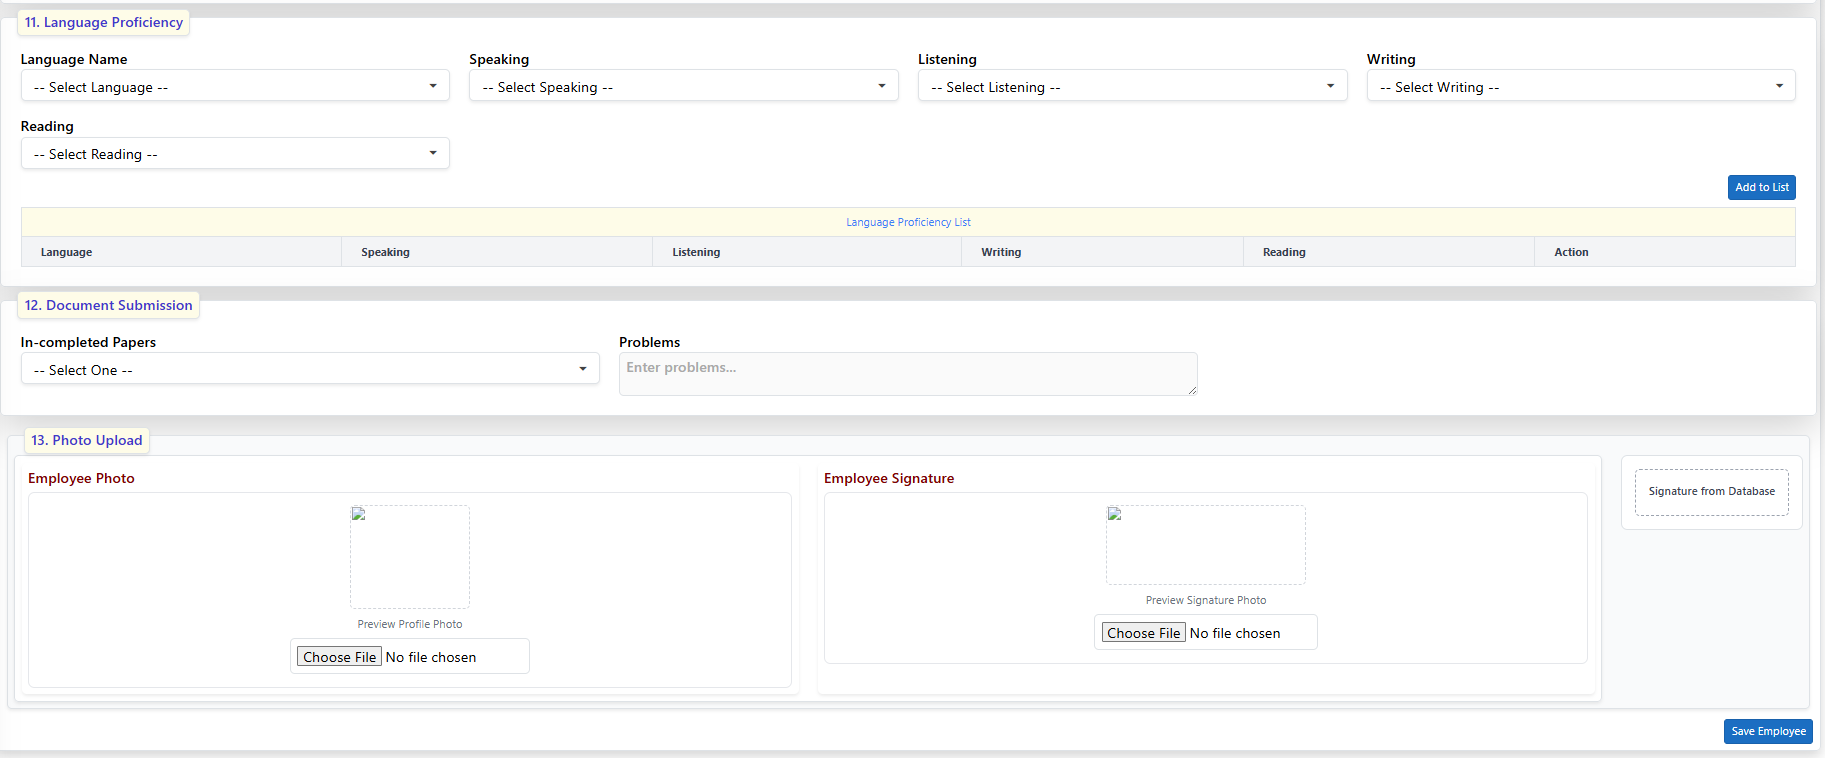 11. Language Proficiency
Language Name
-- Select Language --
Speaking
-- Select Speaking --
Listening
-- Select Listening --
Writing
-- Select Writing --
Reading
-- Select Reading --
Add to List
Language Proficiency List
Language Speaking Listening Writing Reading Action
12. Document Submission
In-completed Papers
-- Select One --
Problems
Enter problems...
13. Photo Upload
Employee Photo
Preview Profile Photo
Choose File No file chosen
Employee Signature
Preview Signature Photo
Choose File No file chosen
Signature from Database
Save Employee